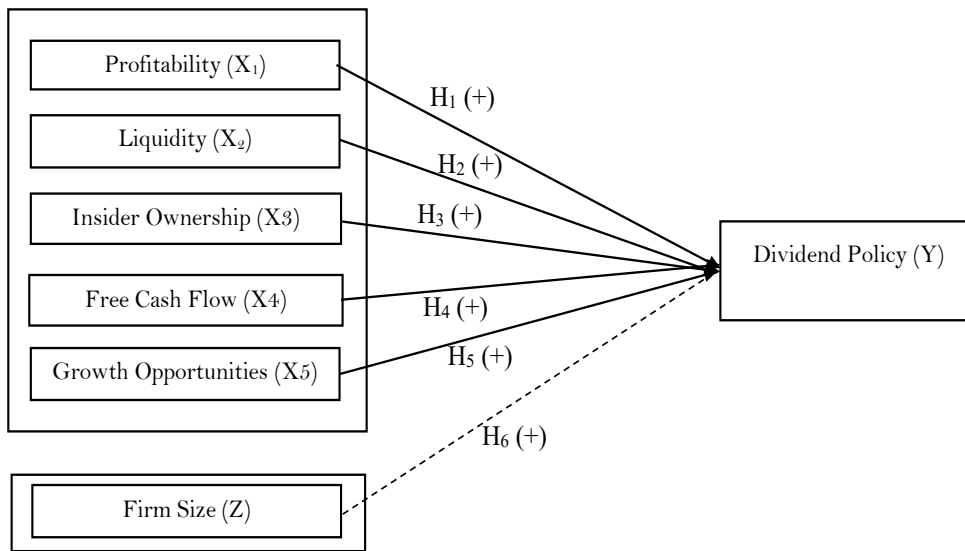 Profitability (X₁)
H₁ (+)
Liquidity (X₂)
H₂ (+)
Insider Ownership (X3)
H₃ (+)
Dividend Policy (Y)
Free Cash Flow (X4)
H₄ (+)
Growth Opportunities (X5)
H₅ (+)
H₆ (+)
Firm Size (Z)